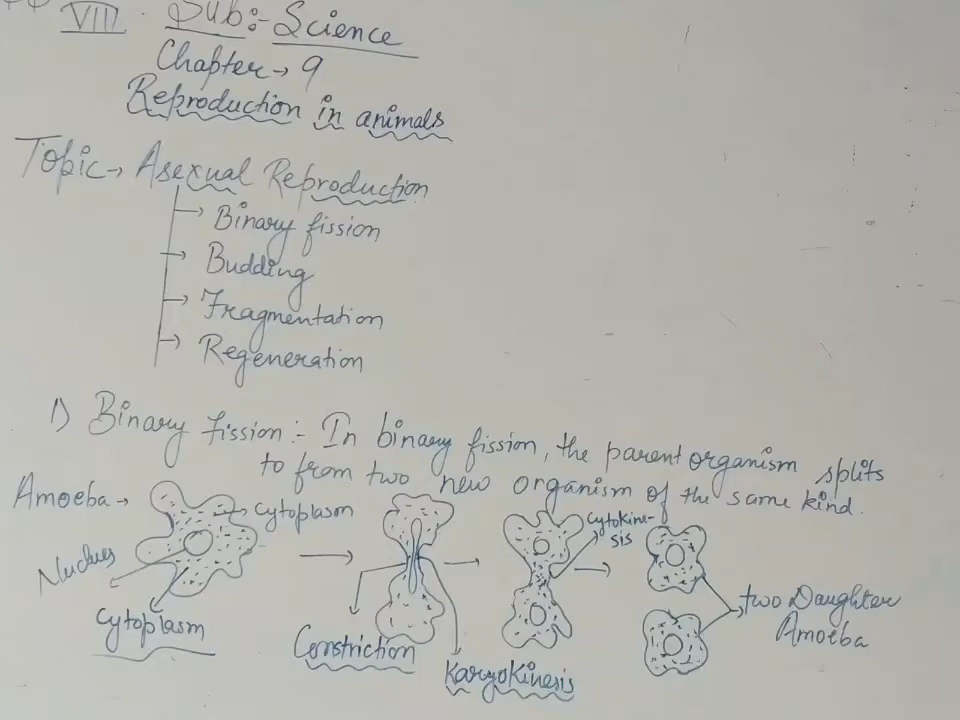 VIII Sub:- Science
Chapter → 9
Reproduction in animals
Topic → Asexual Reproduction
→ Binary fission
→ Budding
→ Fragmentation
→ Regeneration
1) Binary fission :- In binary fission, the parent organism splits
to from two new organism of the same kind.
Amoeba →
Cytoplasm
Cytokine-
sis
Nuclues
Cytoplasm
Constriction
Karyokinesis
two Daughter
Amoeba